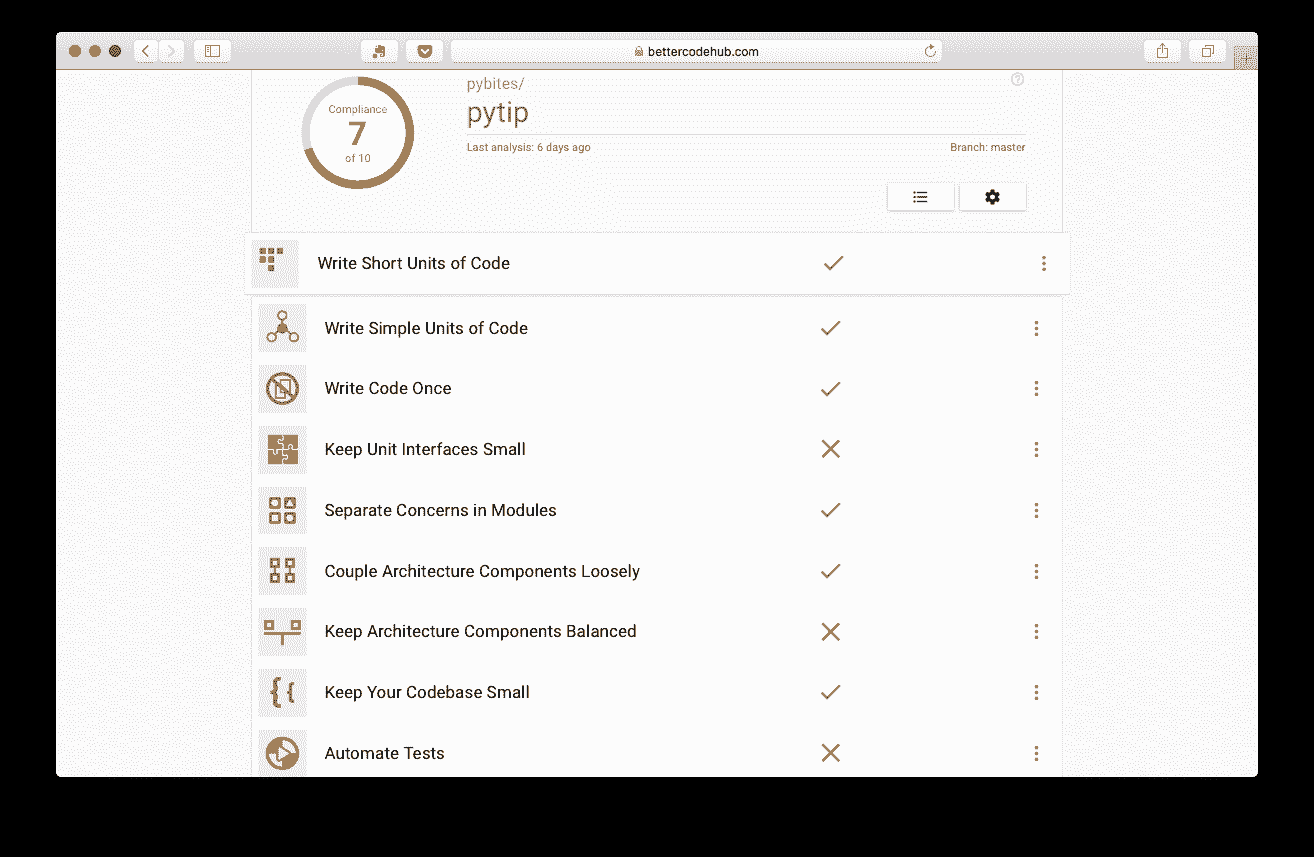 bettercodehub.com
Compliance
7
of 10
pybites/
pytip
Last analysis: 6 days ago
Branch: master
Write Short Units of Code
Write Simple Units of Code
Write Code Once
Keep Unit Interfaces Small
Separate Concerns in Modules
Couple Architecture Components Loosely
Keep Architecture Components Balanced
Keep Your Codebase Small
Automate Tests